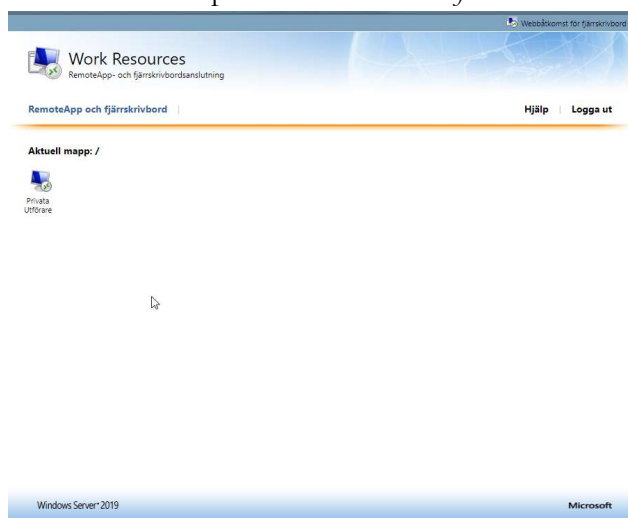 Webbåtkomst för fjärrskrivbord
Work Resources
RemoteApp- och fjärrskrivbordsanslutning
RemoteApp och fjärrskrivbord
Hjälp
Logga ut
Aktuell mapp: /
Privata
Utförare
Windows Server 2019
Microsoft